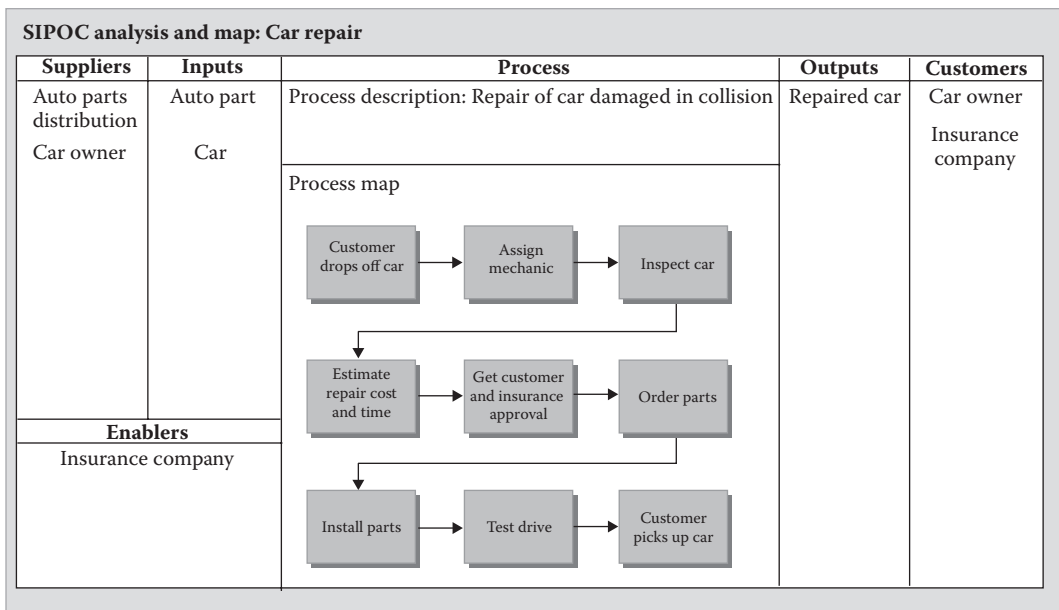 SIPOC analysis and map: Car repair
Suppliers
Inputs
Process
Outputs
Customers
Auto parts
distribution
Car owner
Auto part
Car
Process description: Repair of car damaged in collision
Repaired car
Car owner
Insurance
company
Process map
Customer
drops off car
Assign
mechanic
Inspect car
Estimate
repair cost
and time
Get customer
and insurance
approval
Order parts
Enablers
Insurance company
Install parts
Test drive
Customer
picks up car